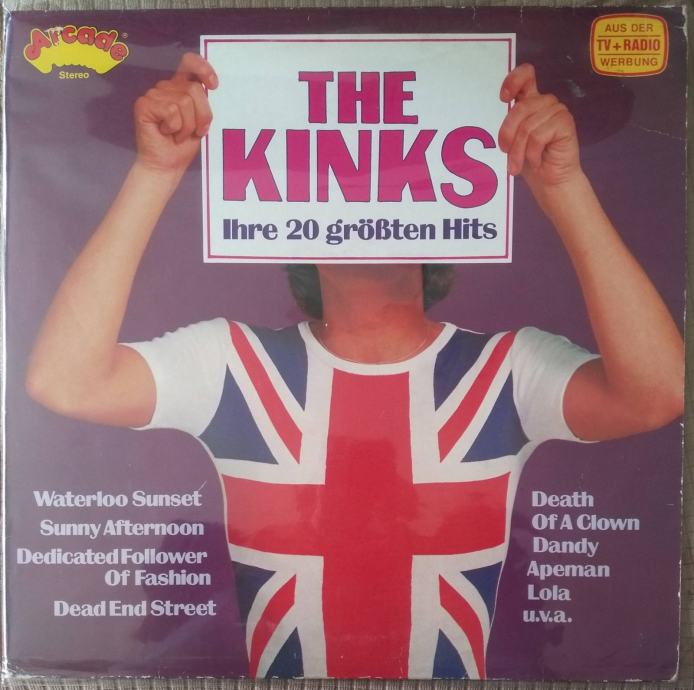 Arcade
Stereo
AUS DER
TV+RADIO
WERBUNG
THE
KINKS
Ihre 20 größten Hits
Waterloo Sunset
Sunny Afternoon
Dedicated Follower
Of Fashion
Dead End Street
Death
Of A Clown
Dandy
Apeman
Lola
u.v.a.